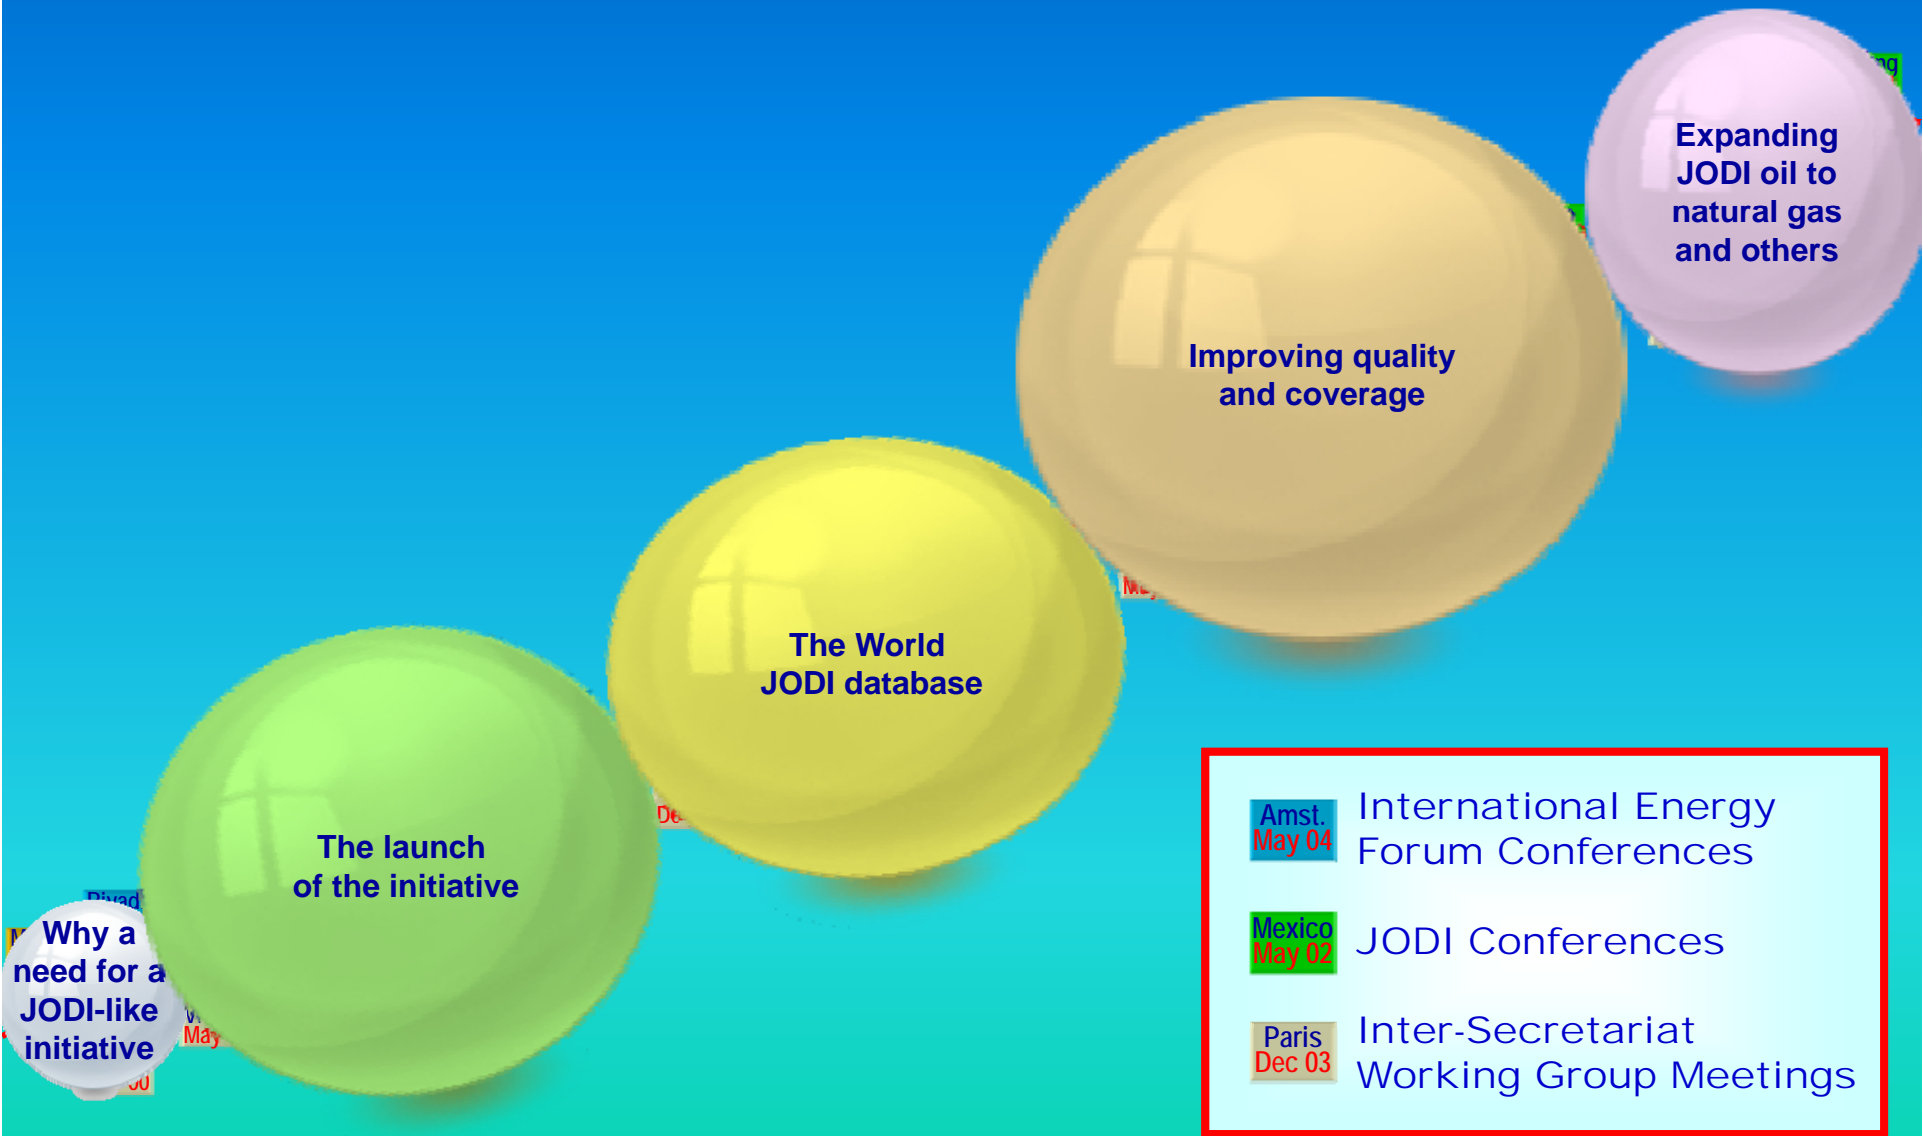 Expanding
JODI oil to
natural gas
and others
Improving quality
and coverage
The World
JODI database
The launch
of the initiative
Why a
need for a
JODI-like
initiative
May
Amst.
May 04
International Energy
Forum Conferences
Mexico
May 02
JODI Conferences
Paris
Dec 03
Inter-Secretariat
Working Group Meetings